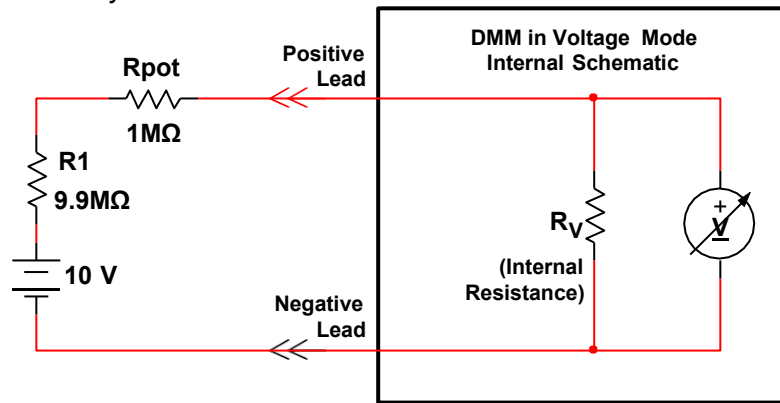 Positive
Lead
DMM in Voltage Mode
Internal Schematic
Rpot
1MΩ
R1
9.9MΩ
10 V
RV
(Internal
Resistance)
+
V
Negative
Lead